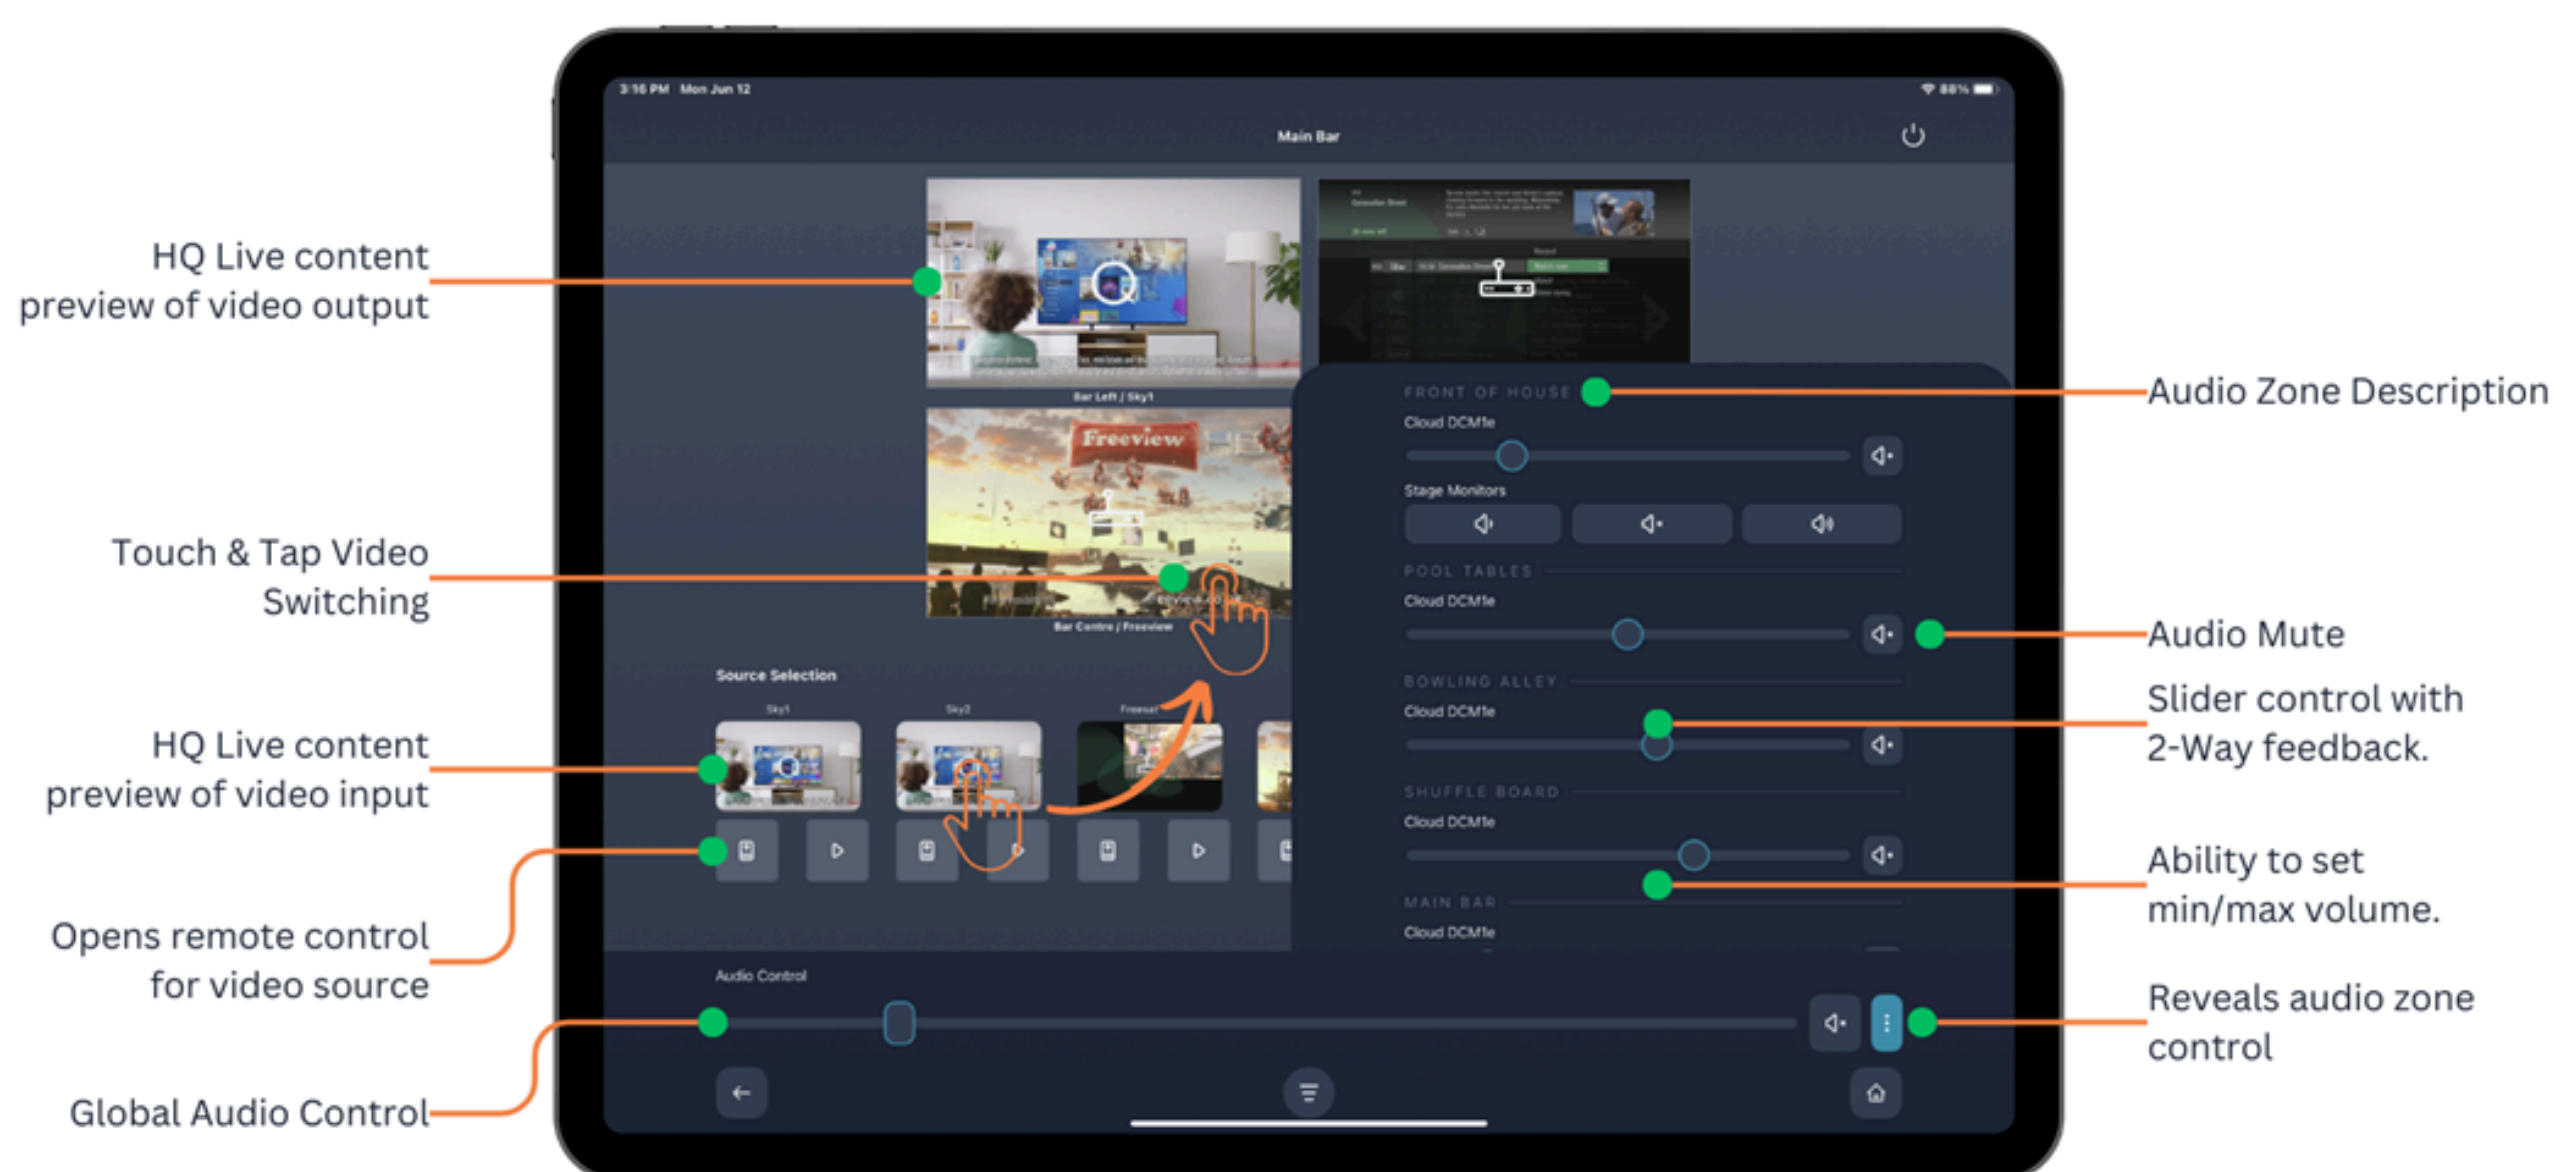 3:16 PM Mon Jun 12
88%
Main Bar
HQ Live content
preview of video output
Coronation Street
Bar Left / Sky1
Freeview
Bar Centre / Freeview
Touch & Tap Video
Switching
Source Selection
Sky1
Sky2
Freesat
HQ Live content
preview of video input
Opens remote control
for video source
Audio Control
Global Audio Control
FRONT OF HOUSE
Cloud DCM1e
Stage Monitors
POOL TABLES
Cloud DCM1e
BOWLING ALLEY
Cloud DCM1e
SHUFFLE BOARD
Cloud DCM1e
MAIN BAR
Cloud DCM1e
Audio Zone Description
Audio Mute
Slider control with
2-Way feedback.
Ability to set
min/max volume.
Reveals audio zone
control